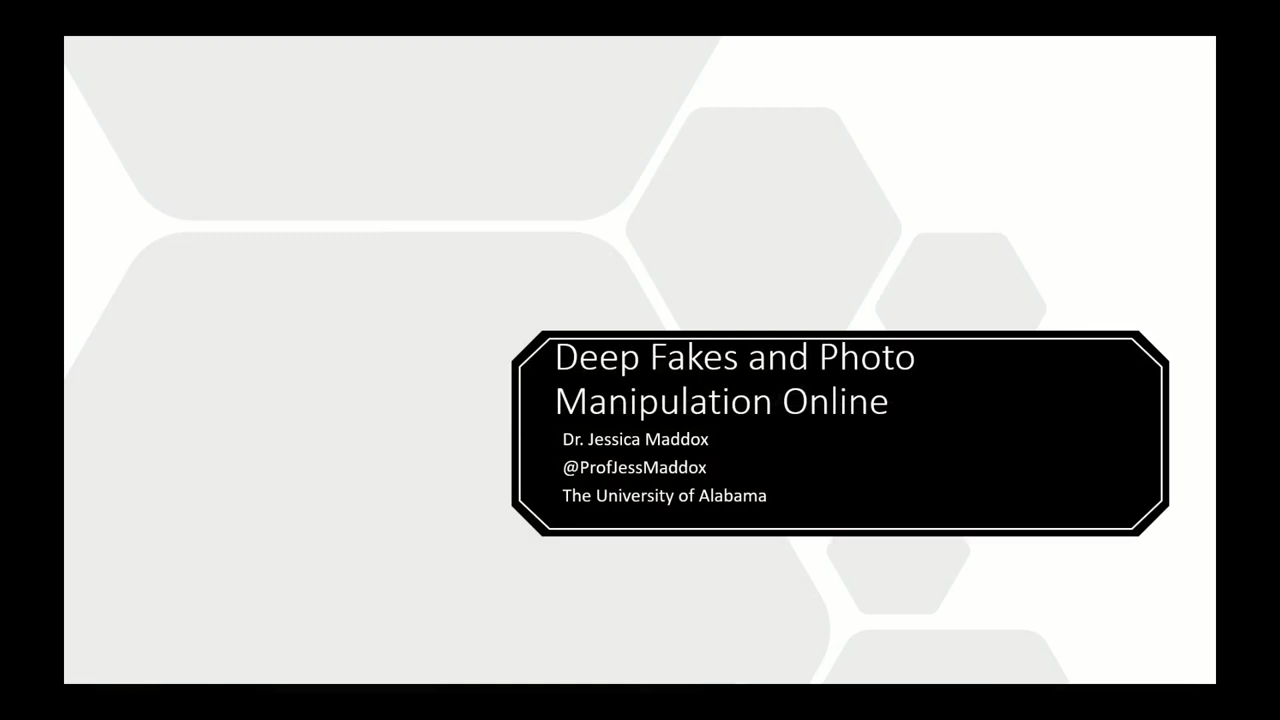 Deep Fakes and Photo
Manipulation Online
Dr. Jessica Maddox
@ProfJessMaddox
The University of Alabama